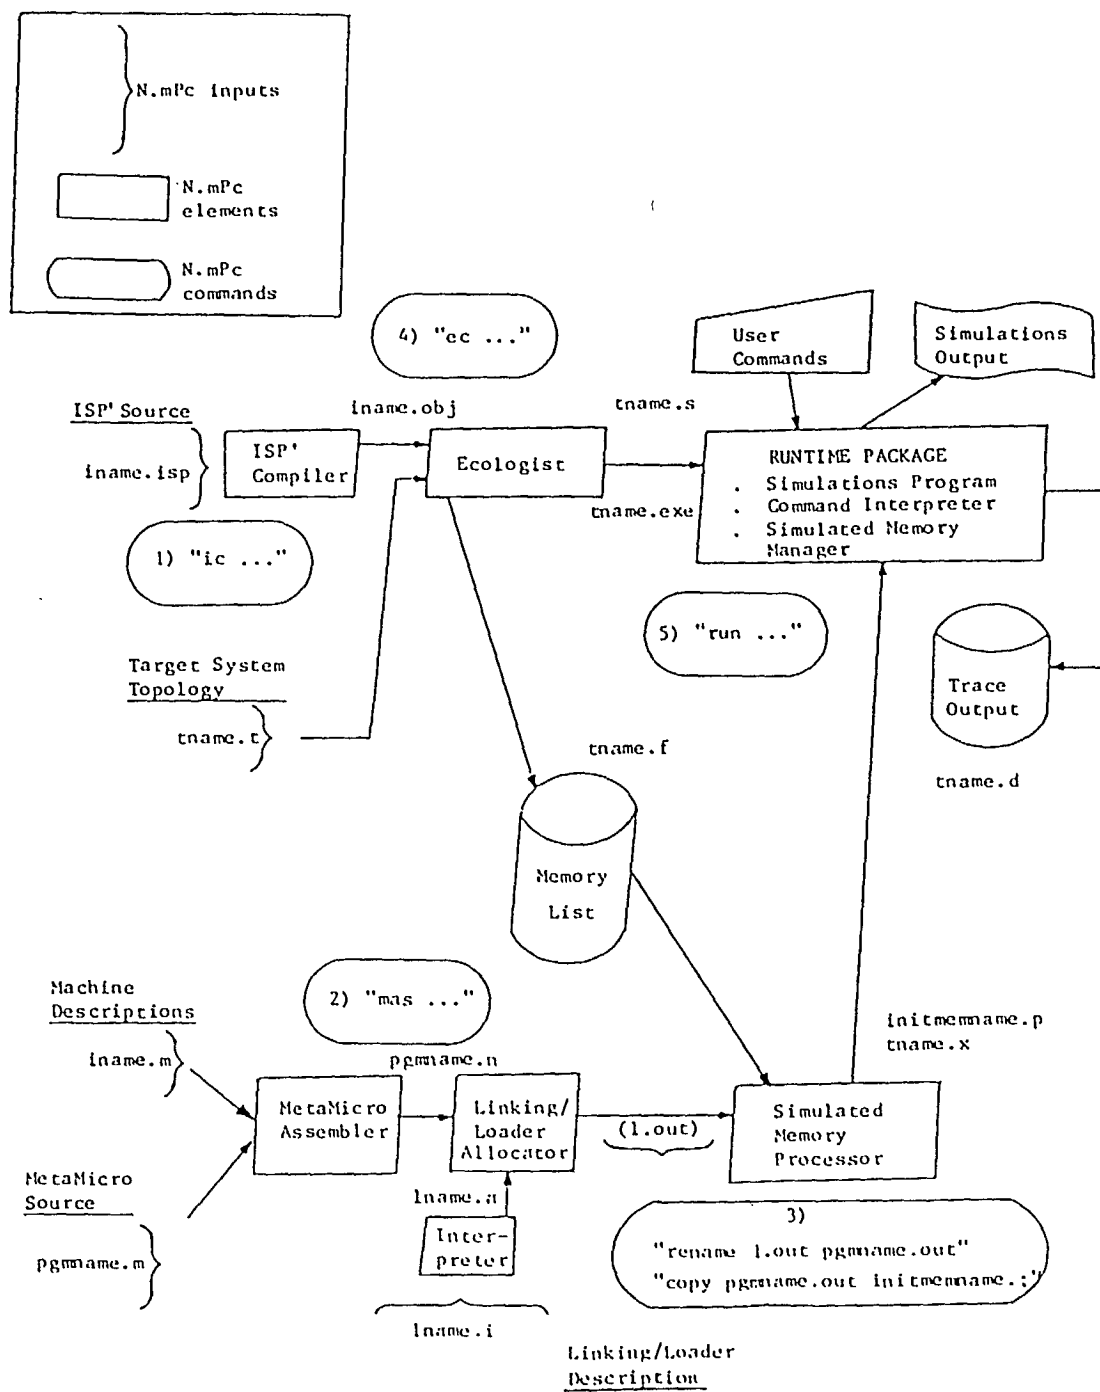 N.mPc inputs
N.mPc
elements
N.mPc
commands
4) "ec ..."
User
Commands
Simulations
Output
ISP' Source
iname.isp
iname.obj
tname.s
ISP'
Compiler
Ecologist
tname.exe
RUNTIME PACKAGE
. Simulations Program
. Command Interpreter
. Simulated Memory
Manager
1) "ic ..."
5) "run ..."
Target System
Topology
tname.t
Trace
Output
tname.d
tname.f
Memory
List
2) "mas ..."
Machine
Descriptions
iname.m
pgmname.n
initmemname.p
tname.x
MetaMicro
Assembler
Linking/
Loader
Allocator
(l.out)
Simulated
Memory
Processor
MetaMicro
Source
pgmname.m
lname.a
Inter-
preter
lname.i
3)
"rename l.out pgmname.out"
"copy pgmname.out initmemname.:"
Linking/Loader
Description